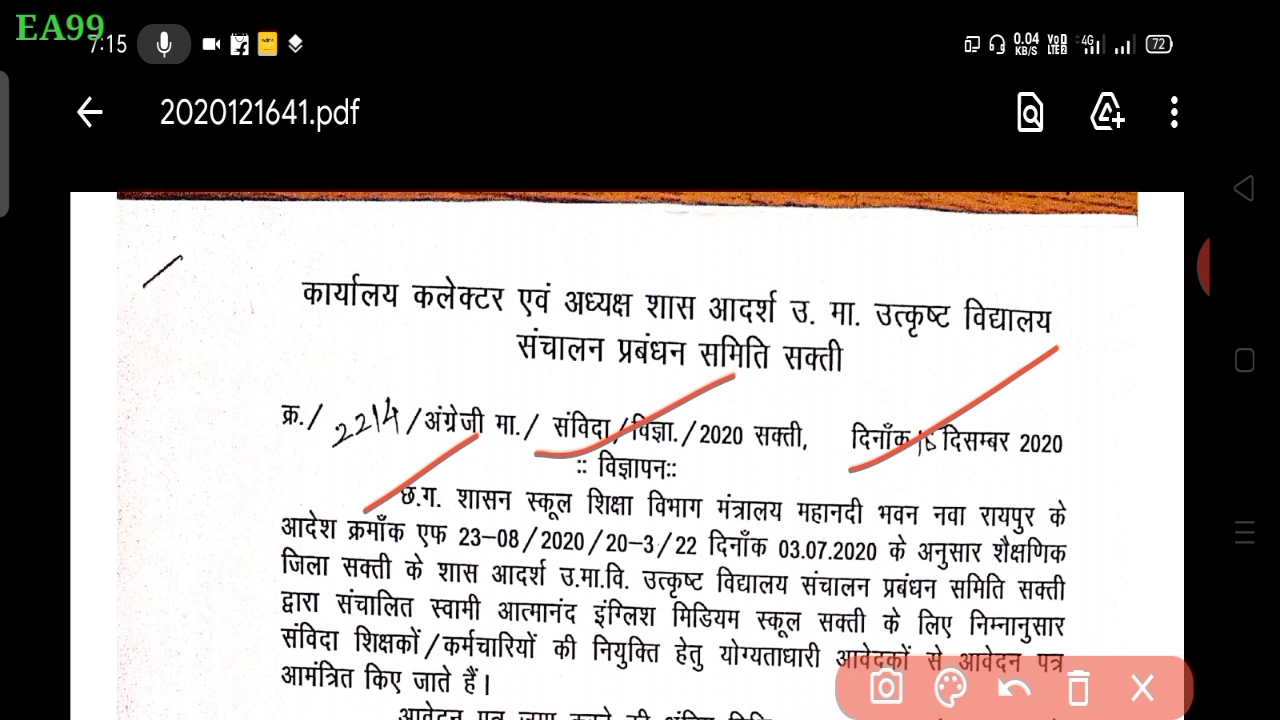 EA99
7:15
0.04 KB/S
VoD LTE2
4G
72
2020121641.pdf
कार्यालय कलेक्टर एवं अध्यक्ष शास आदर्श उ. मा. उत्कृष्ट विद्यालय
संचालन प्रबंधन समिति सक्ती
क्र./ 2214 /अंग्रेजी मा./ संविदा/विज्ञा./2020 सक्ती, दिनाँक दिसम्बर 2020
:: विज्ञापन::
छ.ग. शासन स्कूल शिक्षा विभाग मंत्रालय महानदी भवन नवा रायपुर के
आदेश क्रमाँक एफ 23-08/2020/20-3/22 दिनाँक 03.07.2020 के अनुसार शैक्षणिक
जिला सक्ती के शास आदर्श उ.मा.वि. उत्कृष्ट विद्यालय संचालन प्रबंधन समिति सक्ती
द्वारा संचालित स्वामी आत्मानंद इंग्लिश मिडियम स्कूल सक्ती के लिए निम्नानुसार
संविदा शिक्षकों/कर्मचारियों की नियुक्ति हेतु योग्यताधारी आवेदकों से आवेदन पत्र
आमंत्रित किए जाते हैं।